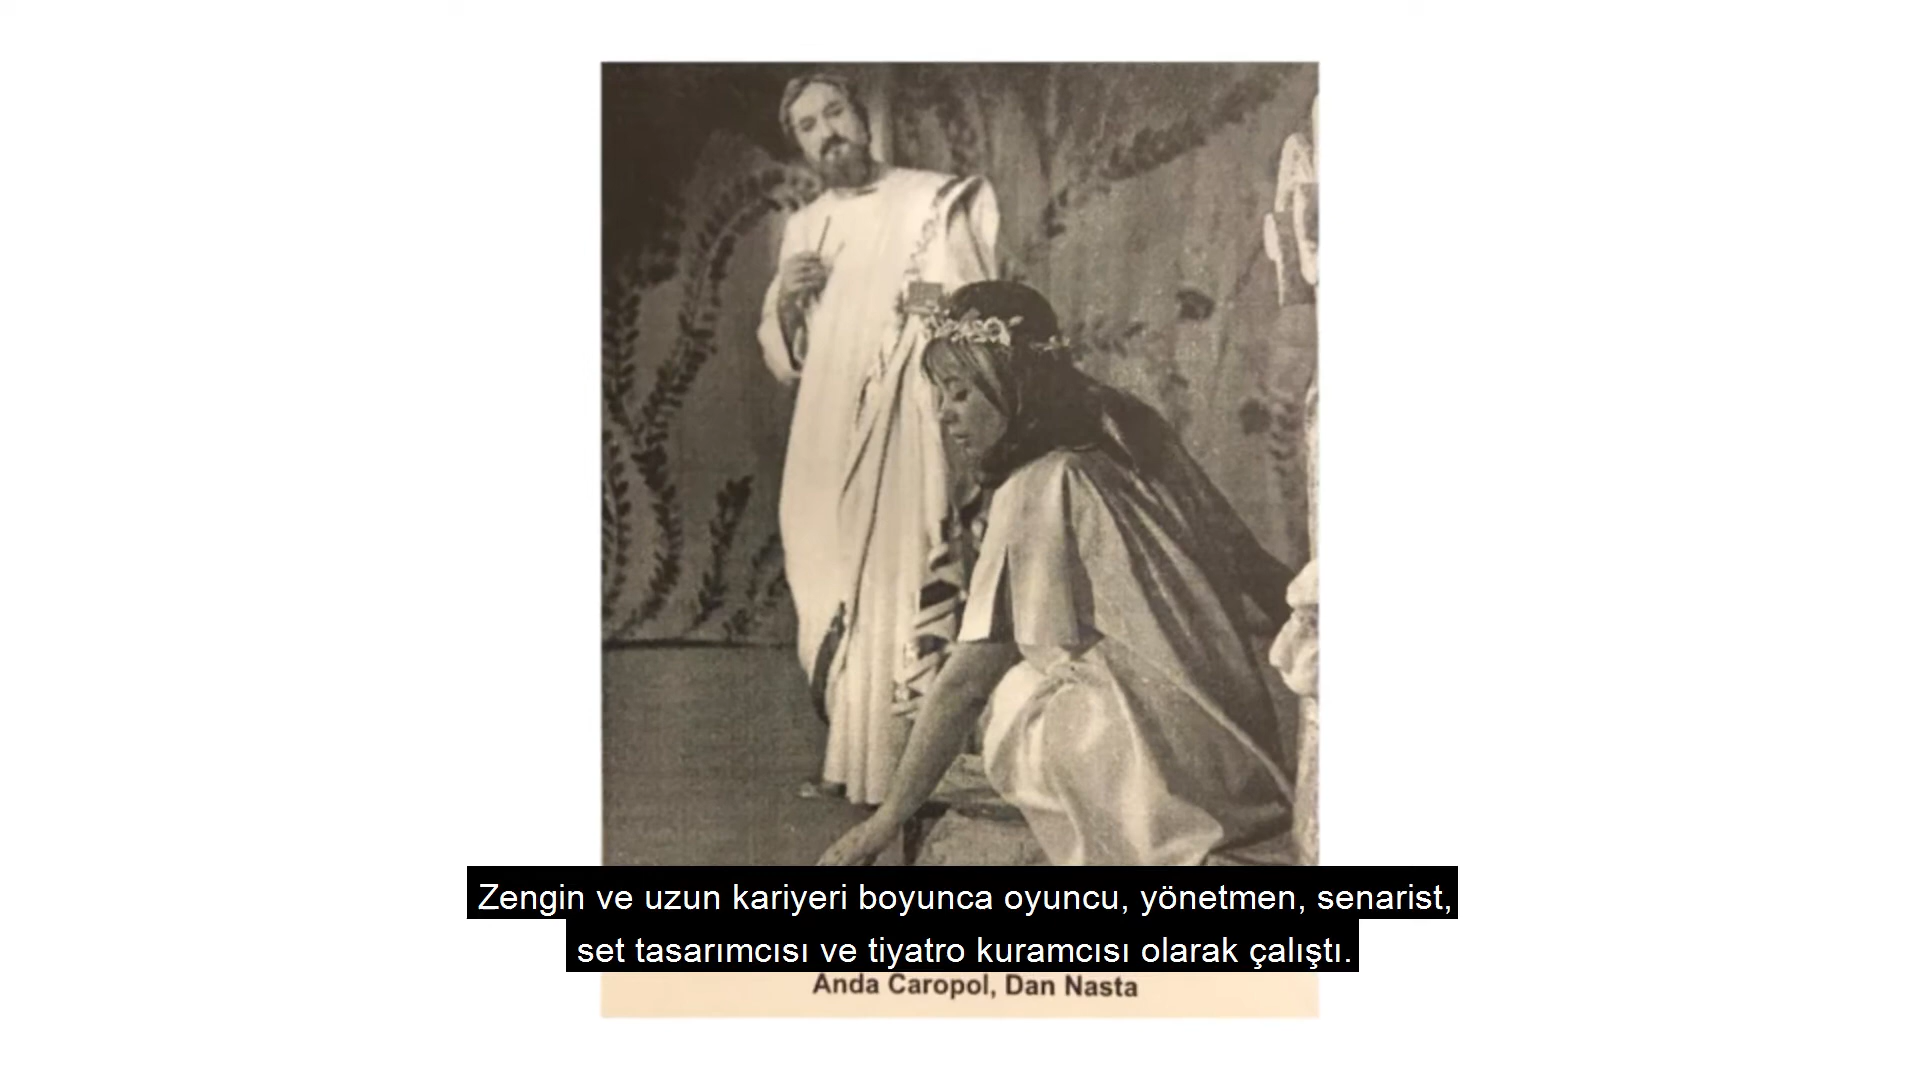 Zengin ve uzun kariyeri boyunca oyuncu, yönetmen, senarist,
set tasarımcısı ve tiyatro kuramcısı olarak çalıştı.
Anda Caropol, Dan Nasta